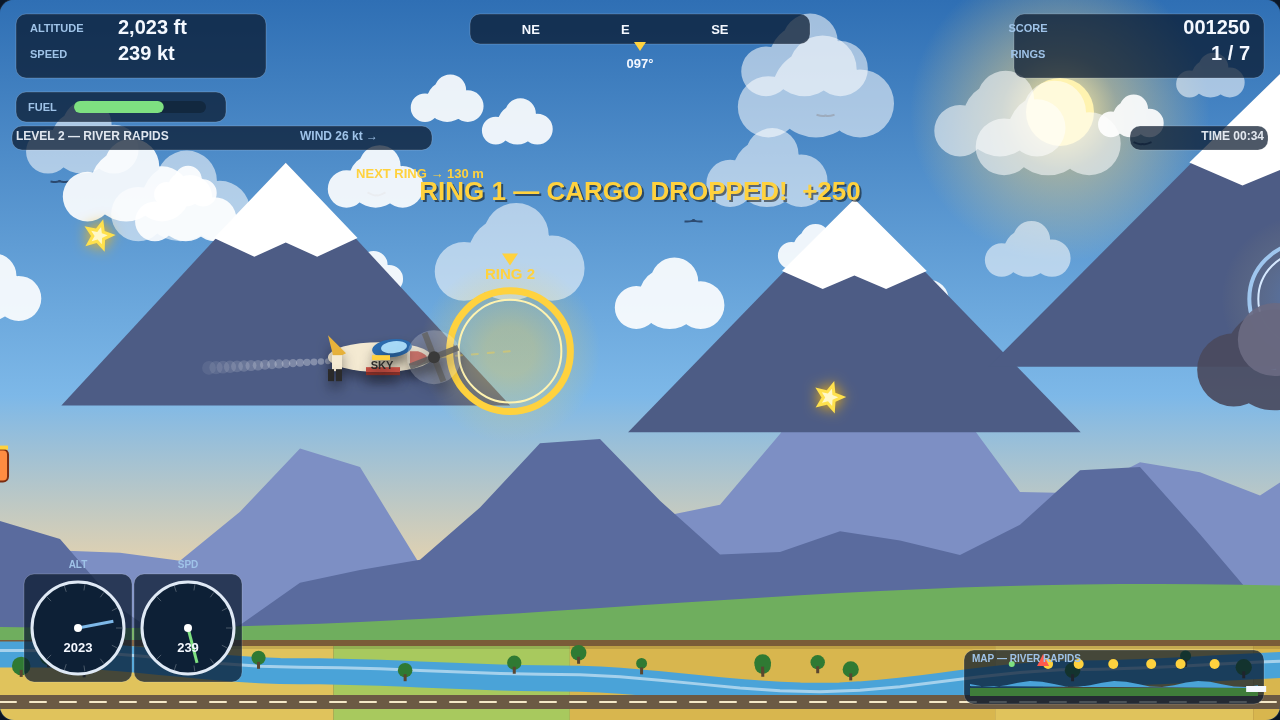 ALTITUDE 2,023 ft
SPEED 239 kt
NE E SE
097°
SCORE 001250
RINGS 1 / 7
FUEL
LEVEL 2 — RIVER RAPIDS WIND 26 kt →
TIME 00:34
NEXT RING → 130 m
RING 1 — CARGO DROPPED! +250
RING 2
SKY
ALT SPD
2023 239
MAP — RIVER RAPIDS